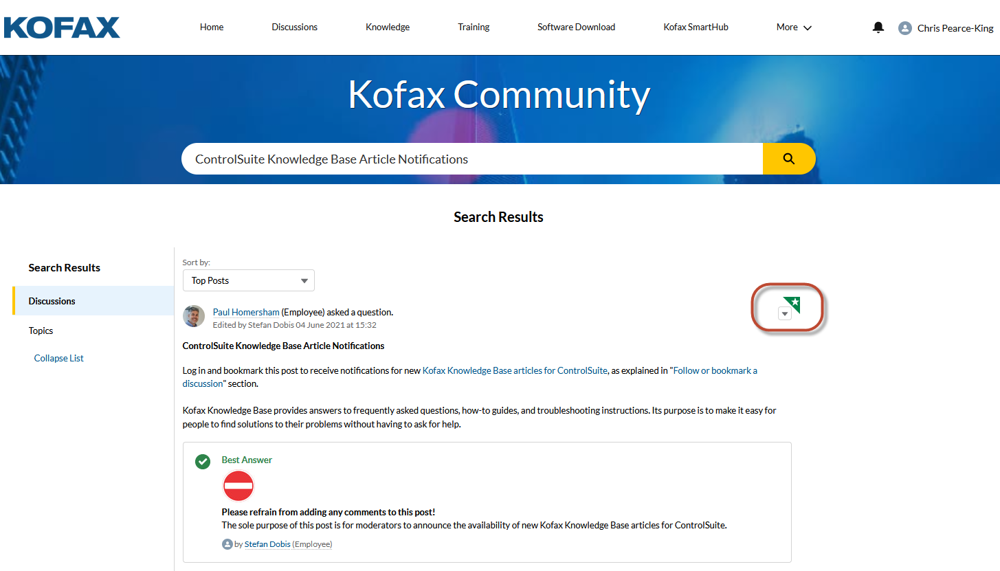 KOFAX
Home Discussions Knowledge Training Software Download Kofax SmartHub More Chris Pearce-King
Kofax Community
ControlSuite Knowledge Base Article Notifications
Search Results
Search Results
Discussions
Topics
Collapse List
Sort by:
Top Posts
Paul Homersham (Employee) asked a question.
Edited by Stefan Dobis 04 June 2021 at 15:32
ControlSuite Knowledge Base Article Notifications
Log in and bookmark this post to receive notifications for new Kofax Knowledge Base articles for ControlSuite, as explained in "Follow or bookmark a
discussion" section.
Kofax Knowledge Base provides answers to frequently asked questions, how-to guides, and troubleshooting instructions. Its purpose is to make it easy for
people to find solutions to their problems without having to ask for help.
Best Answer
Please refrain from adding any comments to this post!
The sole purpose of this post is for moderators to announce the availability of new Kofax Knowledge Base articles for ControlSuite.
by Stefan Dobis (Employee)